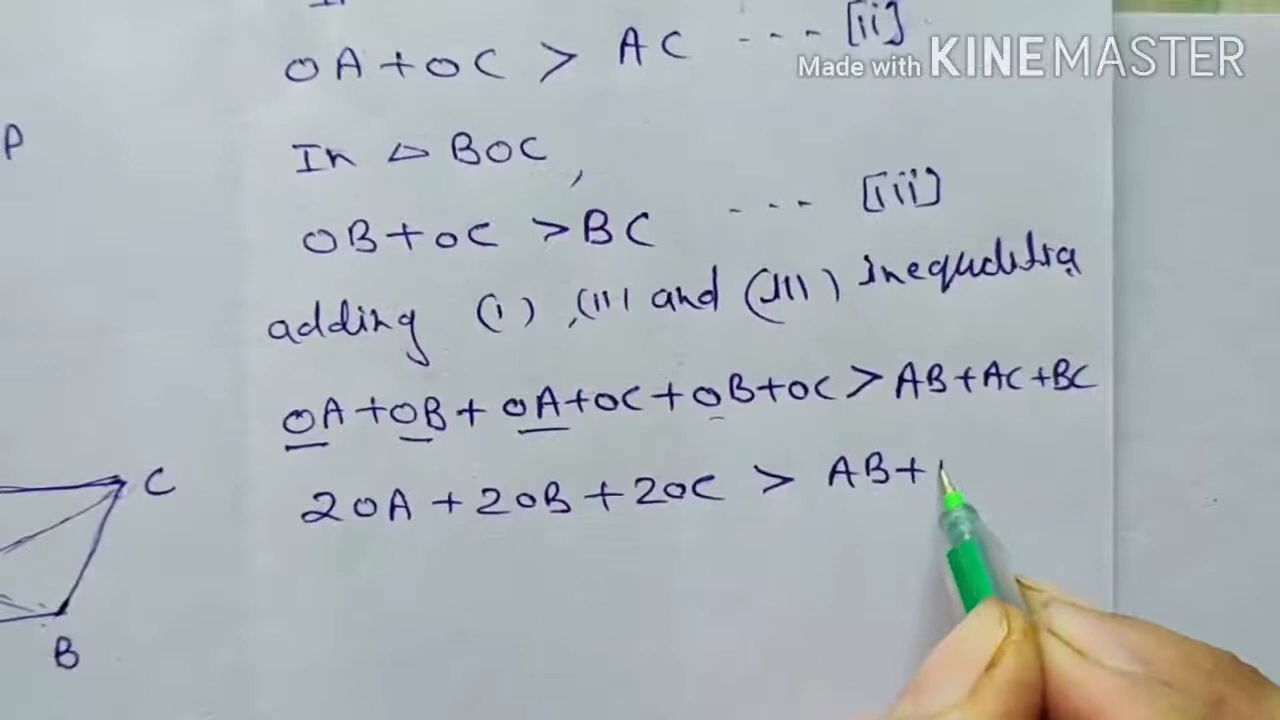 OA + OC > AC --- [ii]
Made with KINEMASTER
P
In △ BOC,
OB + OC > BC --- [iii]
adding (I), (II) and (III)
OA + OB + OA + OC + OB + OC > AB + AC + BC
2OA + 2OB + 2OC > AB +
C
B